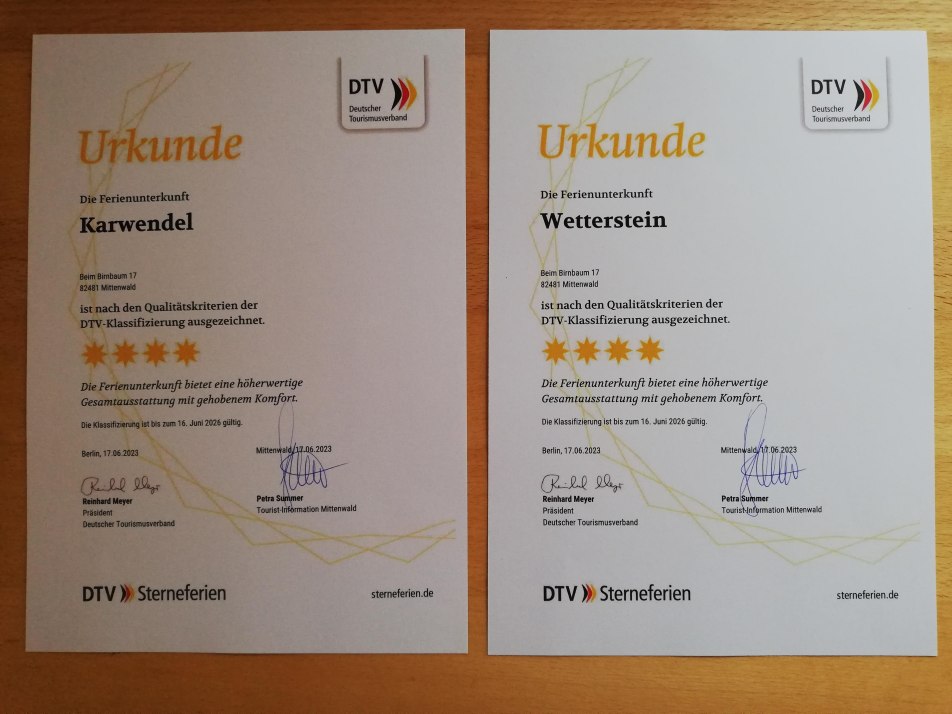 DTV
Deutscher
Tourismusverband
Urkunde
Die Ferienunterkunft
Karwendel
Beim Birnbaum 17
82481 Mittenwald
ist nach den Qualitätskriterien der
DTV-Klassifizierung ausgezeichnet.
Die Ferienunterkunft bietet eine höherwertige
Gesamtausstattung mit gehobenem Komfort.
Die Klassifizierung ist bis zum 16. Juni 2026 gültig.
Berlin, 17.06.2023
Mittenwald, 17.06.2023
Reinhard Meyer
Präsident
Deutscher Tourismusverband
Petra Summer
Tourist-Information Mittenwald
DTV Sterneferien
sterneferien.de
DTV
Deutscher
Tourismusverband
Urkunde
Die Ferienunterkunft
Wetterstein
Beim Birnbaum 17
82481 Mittenwald
ist nach den Qualitätskriterien der
DTV-Klassifizierung ausgezeichnet.
Die Ferienunterkunft bietet eine höherwertige
Gesamtausstattung mit gehobenem Komfort.
Die Klassifizierung ist bis zum 16. Juni 2026 gültig.
Berlin, 17.06.2023
Mittenwald, 17.06.2023
Reinhard Meyer
Präsident
Deutscher Tourismusverband
Petra Summer
Tourist-Information Mittenwald
DTV Sterneferien
sterneferien.de